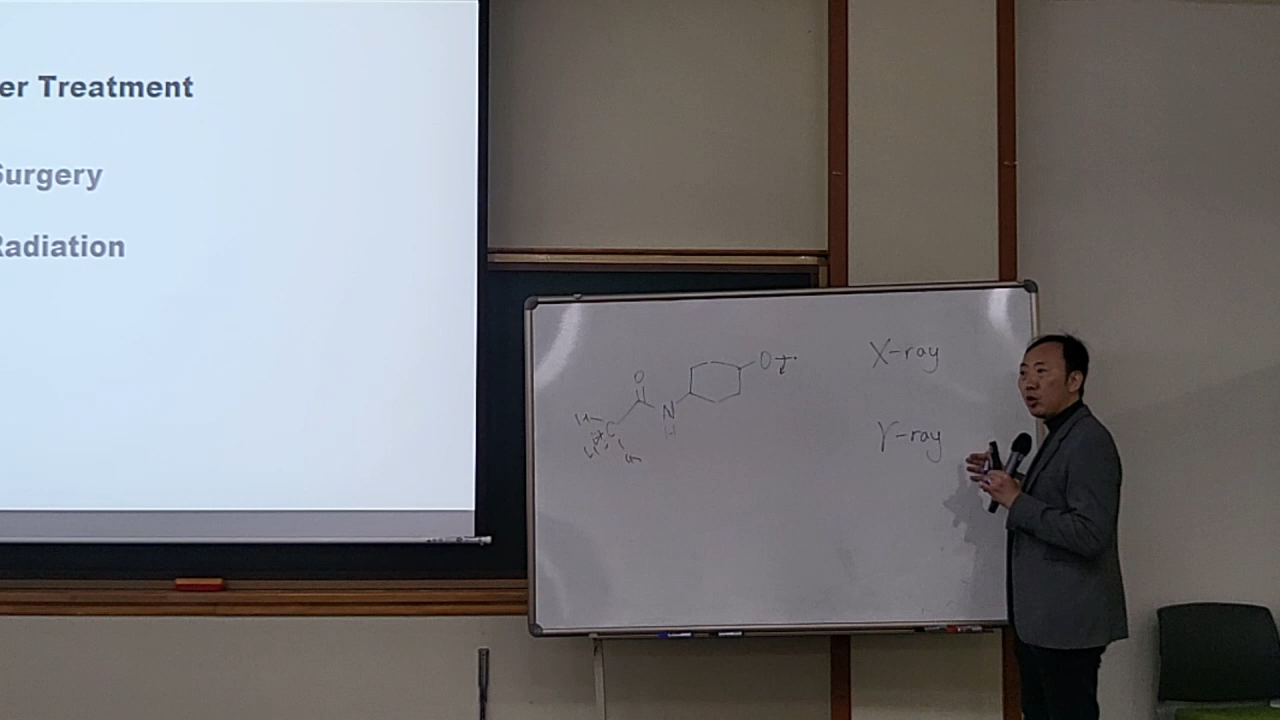 er Treatment
Surgery
Radiation
X-ray
γ-ray
O
O
N
H
H
C